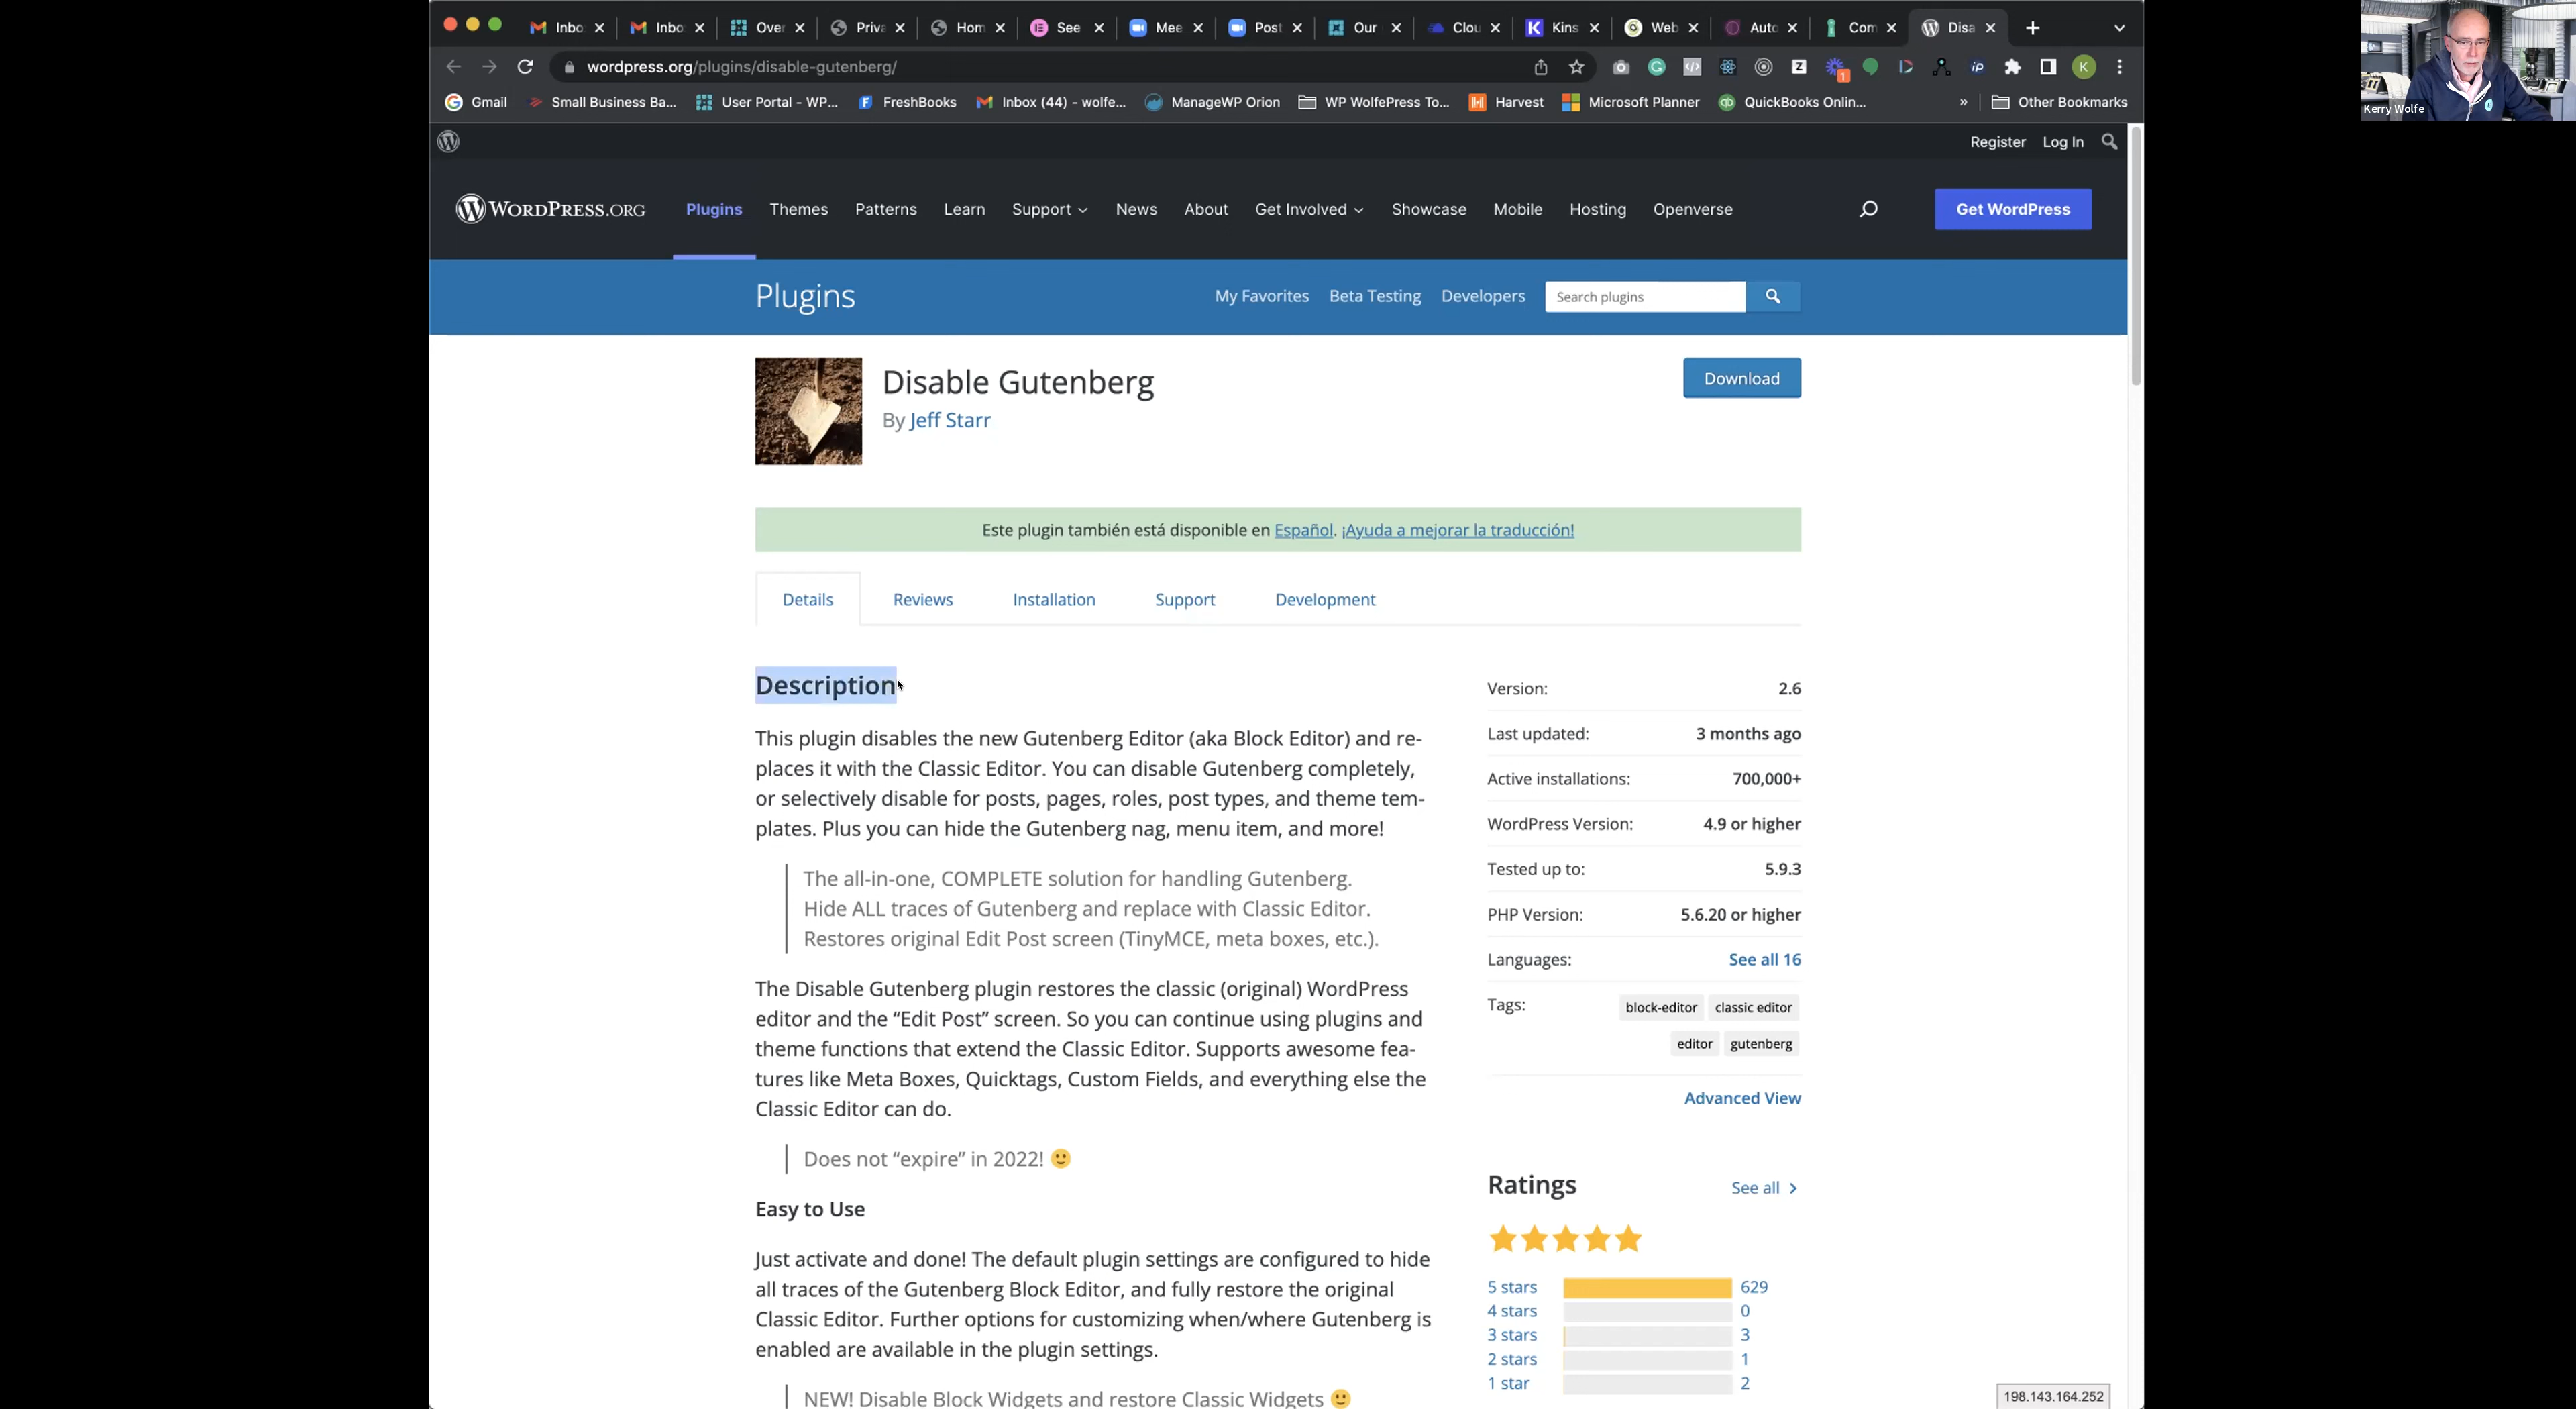 Inbo
Inbo
Over
Priva
Hom
See
Mee
Post
Our
Clou
Kins
Web
Auto
Com
Disa
wordpress.org/plugins/disable-gutenberg/
1
K
Kerry Wolfe
Gmail
Small Business Ba...
User Portal - WP...
FreshBooks
Inbox (44) - wolfe...
ManageWP Orion
WP WolfePress To...
Harvest
Microsoft Planner
QuickBooks Onlin...
»
Other Bookmarks
Register
Log In
WORDPRESS.ORG
Plugins
Themes
Patterns
Learn
Support
News
About
Get Involved
Showcase
Mobile
Hosting
Openverse
Get WordPress
Plugins
My Favorites
Beta Testing
Developers
Search plugins
Disable Gutenberg
By Jeff Starr
Download
Este plugin también está disponible en Español. ¡Ayuda a mejorar la traducción!
Details
Reviews
Installation
Support
Development
Description
This plugin disables the new Gutenberg Editor (aka Block Editor) and re-
places it with the Classic Editor. You can disable Gutenberg completely,
or selectively disable for posts, pages, roles, post types, and theme tem-
plates. Plus you can hide the Gutenberg nag, menu item, and more!
The all-in-one, COMPLETE solution for handling Gutenberg.
Hide ALL traces of Gutenberg and replace with Classic Editor.
Restores original Edit Post screen (TinyMCE, meta boxes, etc.).
The Disable Gutenberg plugin restores the classic (original) WordPress
editor and the “Edit Post” screen. So you can continue using plugins and
theme functions that extend the Classic Editor. Supports awesome fea-
tures like Meta Boxes, Quicktags, Custom Fields, and everything else the
Classic Editor can do.
Does not “expire” in 2022! 🙂
Easy to Use
Just activate and done! The default plugin settings are configured to hide
all traces of the Gutenberg Block Editor, and fully restore the original
Classic Editor. Further options for customizing when/where Gutenberg is
enabled are available in the plugin settings.
NEW! Disable Block Widgets and restore Classic Widgets 🙂
Version: 2.6
Last updated: 3 months ago
Active installations: 700,000+
WordPress Version: 4.9 or higher
Tested up to: 5.9.3
PHP Version: 5.6.20 or higher
Languages: See all 16
Tags: block-editor classic editor
editor gutenberg
Advanced View
Ratings
See all
5 stars 629
4 stars 0
3 stars 3
2 stars 1
1 star 2
198.143.164.252